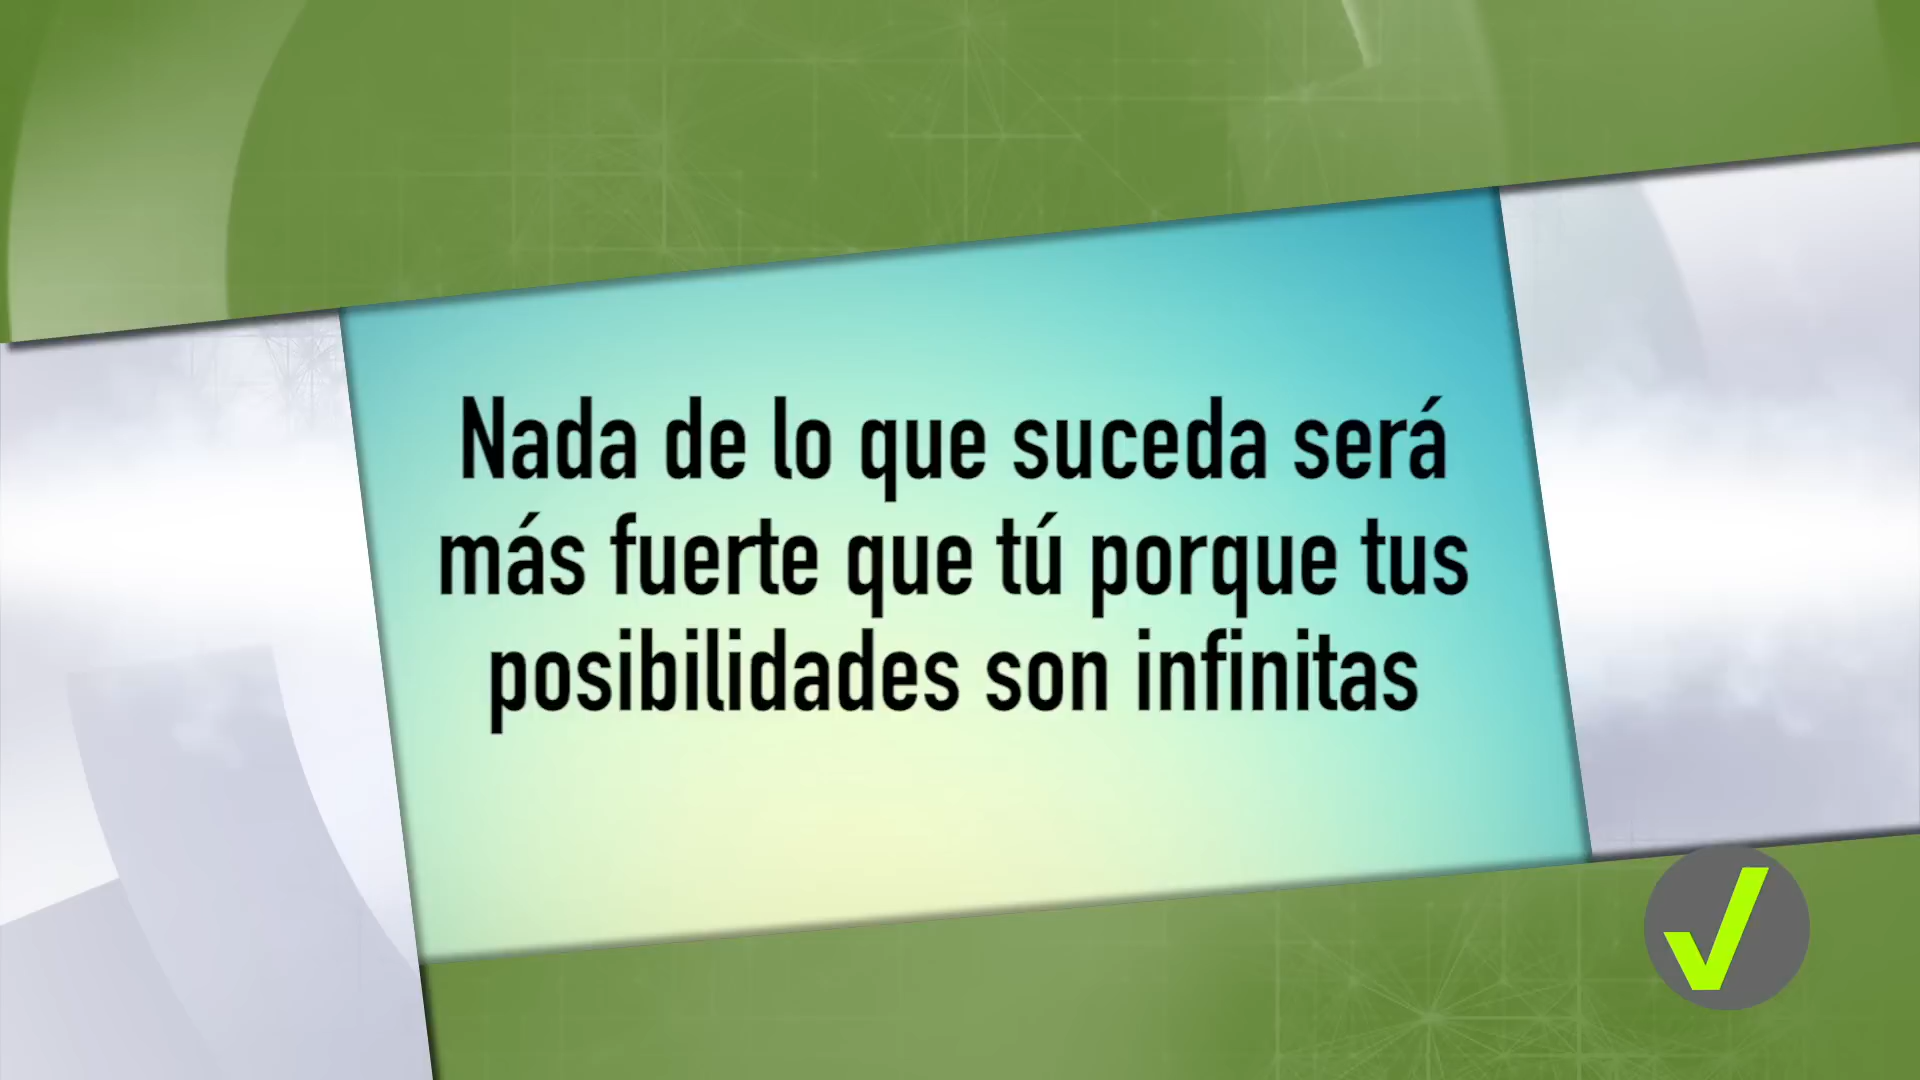 Nada de lo que suceda será
más fuerte que tú porque tus
posibilidades son infinitas